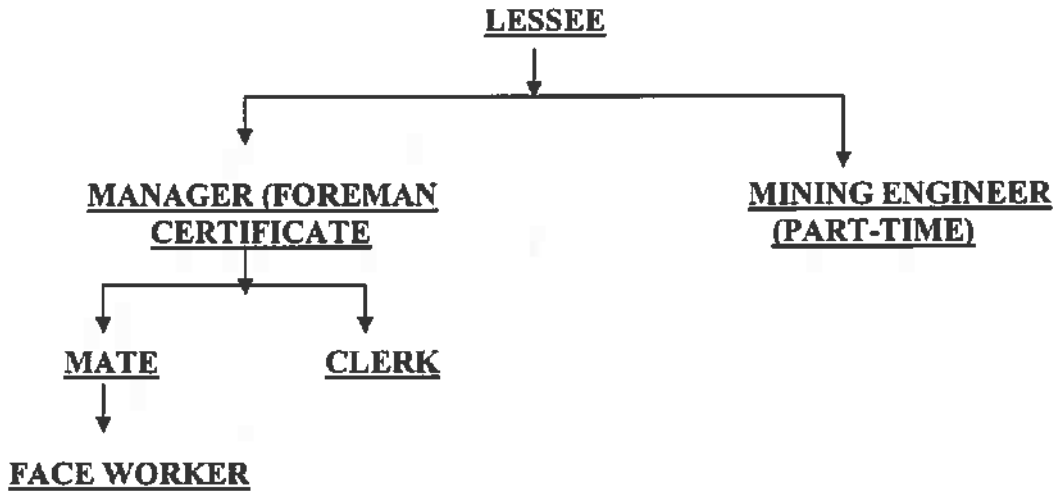 LESSEE
MANAGER (FOREMAN
CERTIFICATE
MINING ENGINEER
(PART-TIME)
MATE
CLERK
FACE WORKER